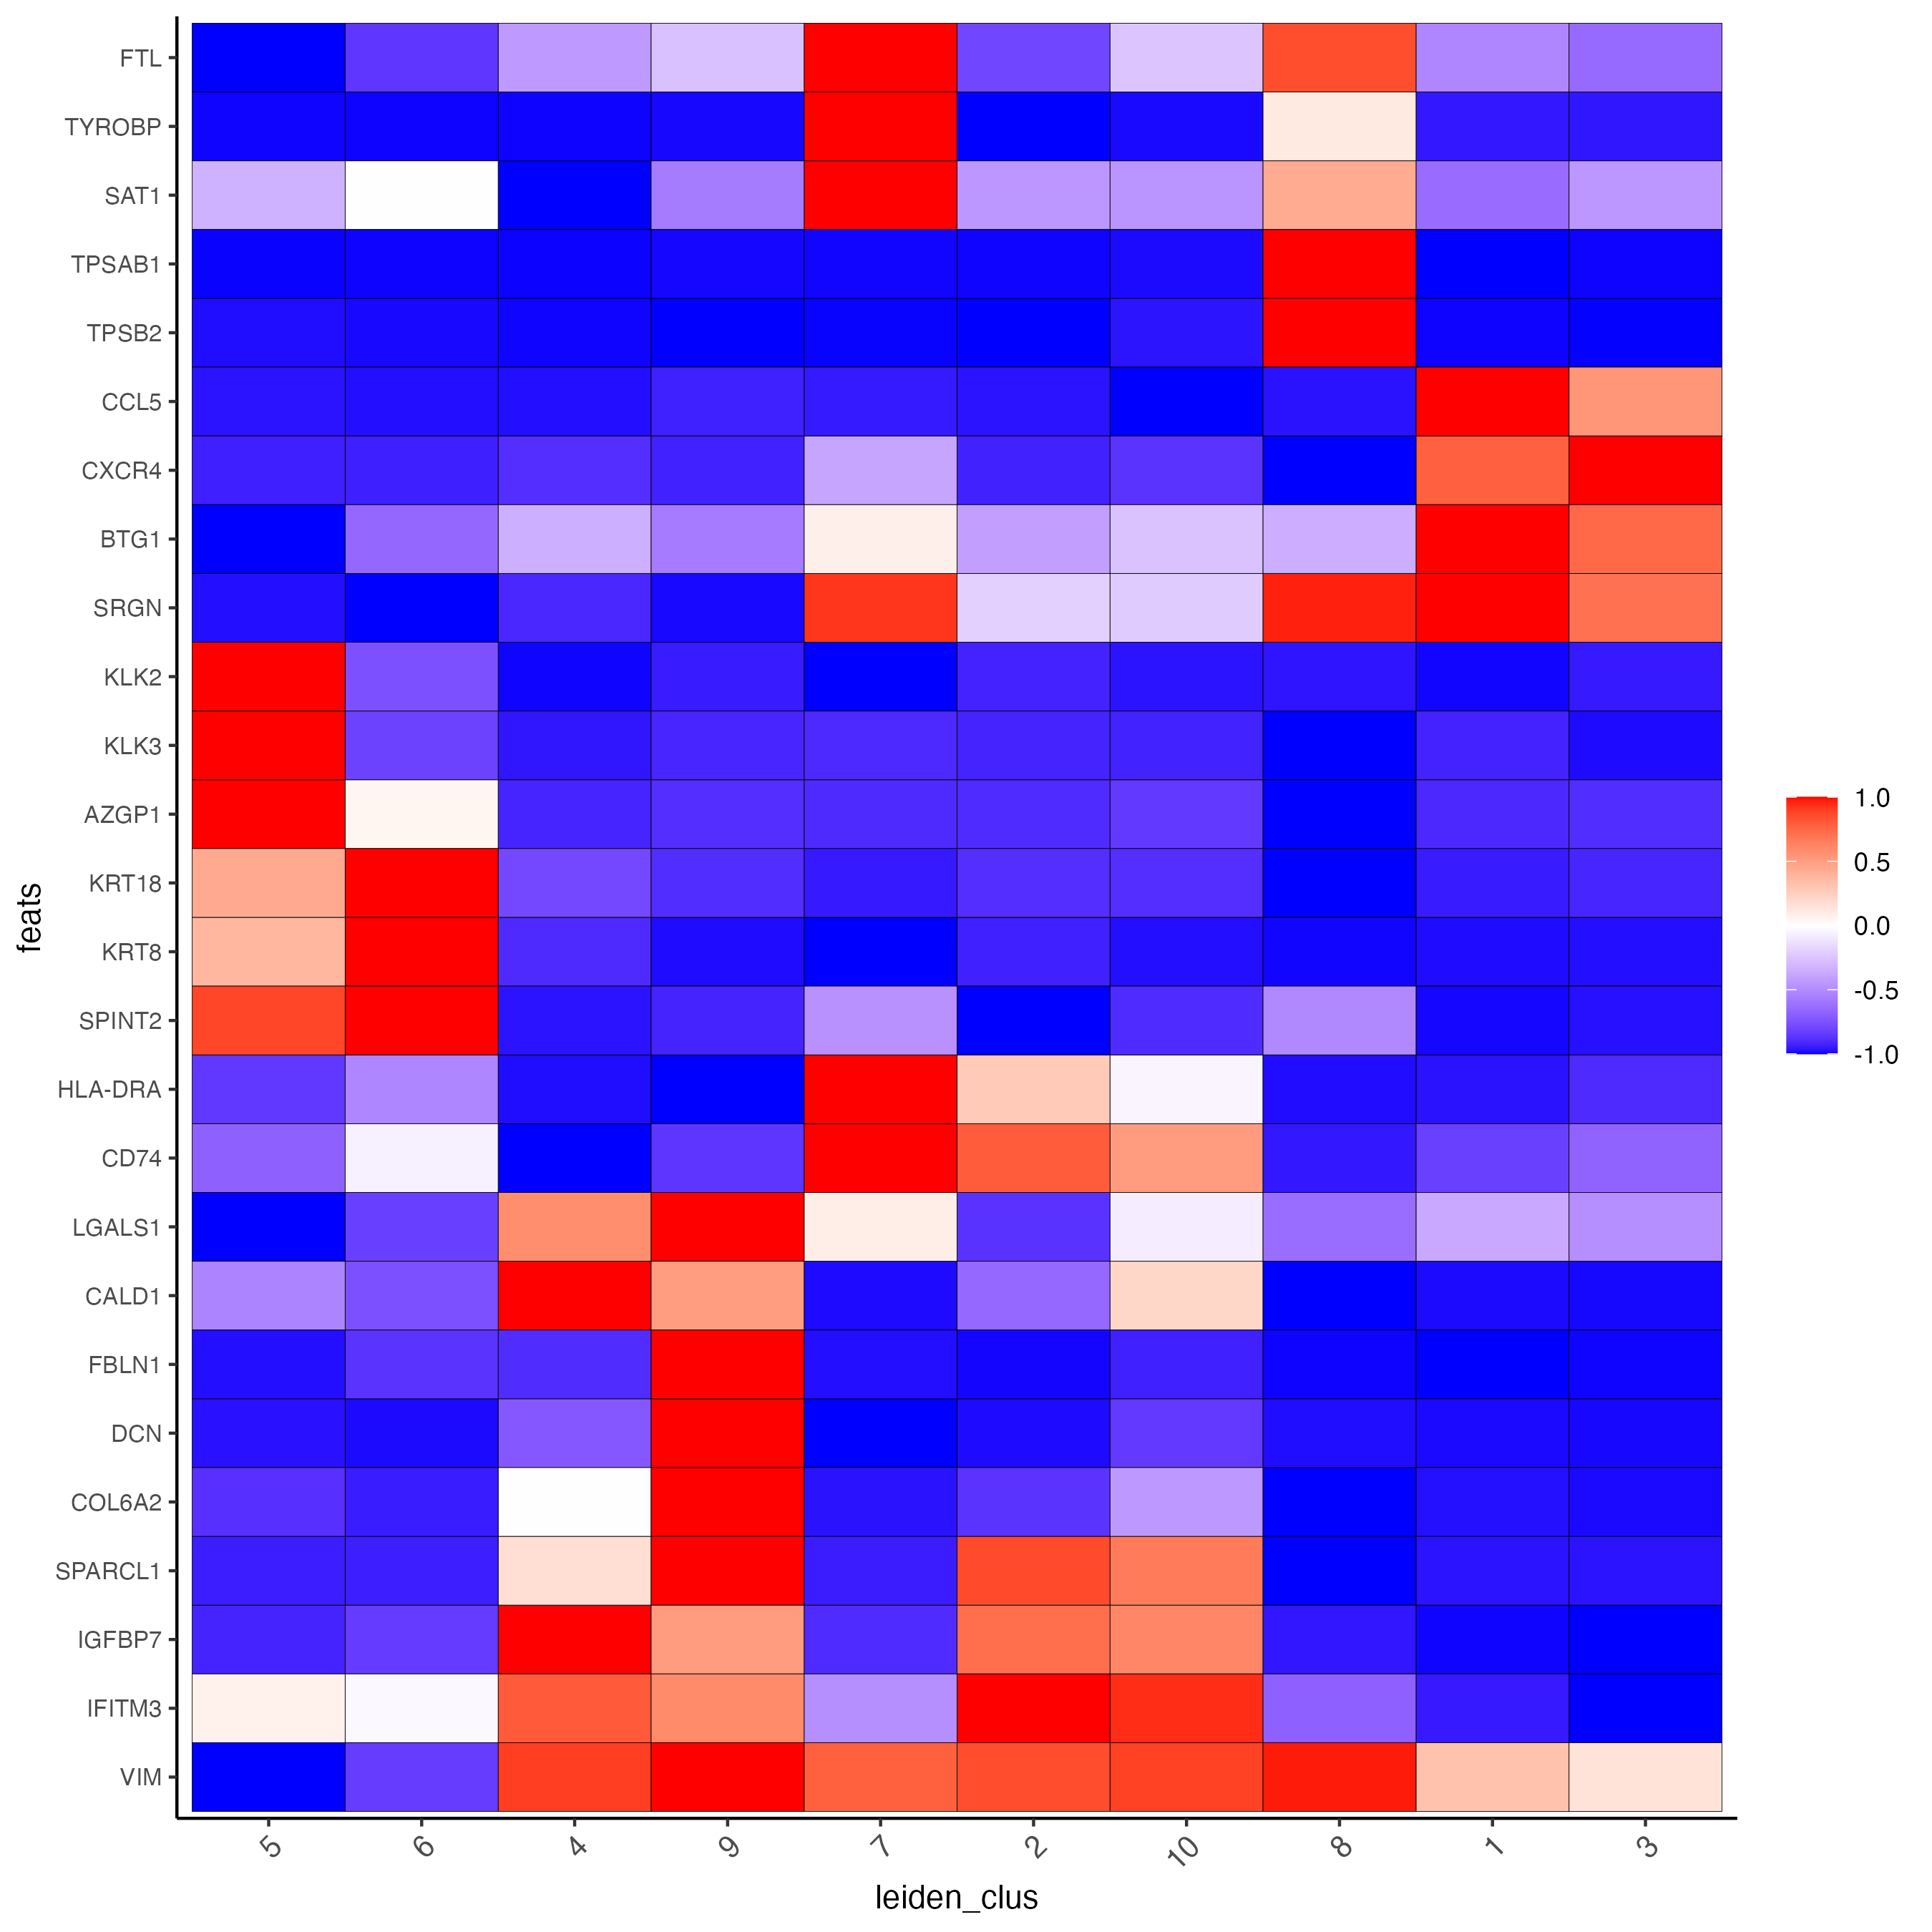 FTL
TYROBP
SAT1
TPSAB1
TPSB2
CCL5
CXCR4
BTG1
SRGN
KLK2
KLK3
AZGP1
KRT18
KRT8
SPINT2
HLA-DRA
CD74
LGALS1
CALD1
FBLN1
DCN
COL6A2
SPARCL1
IGFBP7
IFITM3
VIM
feats
5 6 4 9 7 2 10 8 1 3
leiden_clus
1.0
0.5
0.0
-0.5
-1.0